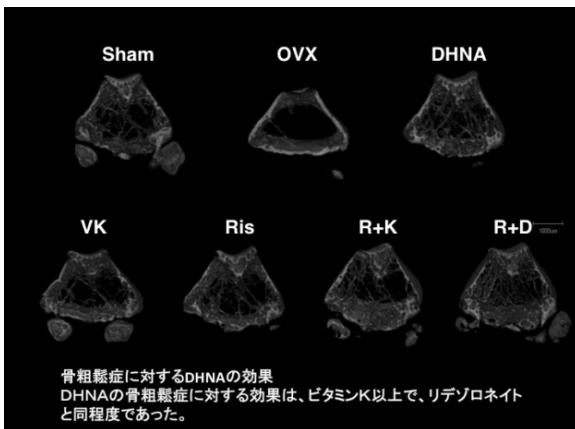 Sham OVX DHNA
VK Ris R+K R+D
1000um
骨粗鬆症に対するDHNAの効果
DHNAの骨粗鬆症に対する効果は、ビタミンK以上で、リデゾロネイト
と同程度であった。